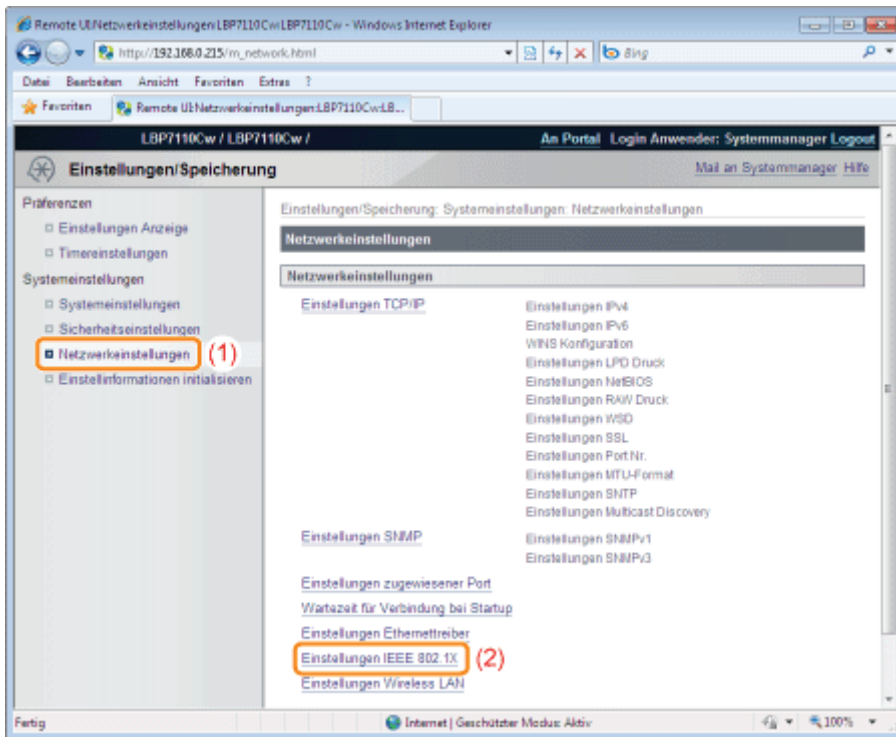 Remote UI:Netzwerkeinstellungen:LBP7110Cw:LBP7110Cw - Windows Internet Explorer
http://192.168.0.215/m_network.html
Bing
Datei Bearbeiten Ansicht Favoriten Extras ?
Favoriten
Remote UI:Netzwerkeinstellungen:LBP7110Cw:LB...
LBP7110Cw / LBP7110Cw /
An Portal Login Anwender: Systemmanager Logout
Einstellungen/Speicherung
Mail an Systemmanager Hilfe
Präferenzen
Einstellungen Anzeige
Timereinstellungen
Systemeinstellungen
Systemeinstellungen
Sicherheitseinstellungen
Netzwerkeinstellungen (1)
Einstellinformationen initialisieren
Einstellungen/Speicherung: Systemeinstellungen: Netzwerkeinstellungen
Netzwerkeinstellungen
Netzwerkeinstellungen
Einstellungen TCP/IP
Einstellungen IPv4
Einstellungen IPv6
WINS Konfiguration
Einstellungen LPD Druck
Einstellungen NetBIOS
Einstellungen RAW Druck
Einstellungen WSD
Einstellungen SSL
Einstellungen Port Nr.
Einstellungen MTU-Format
Einstellungen SNTP
Einstellungen Multicast Discovery
Einstellungen SNMP
Einstellungen SNMPv1
Einstellungen SNMPv3
Einstellungen zugewiesener Port
Wartezeit für Verbindung bei Startup
Einstellungen Ethernettreiber
Einstellungen IEEE 802.1X (2)
Einstellungen Wireless LAN
Fertig
Internet | Geschützter Modus: Aktiv
100%